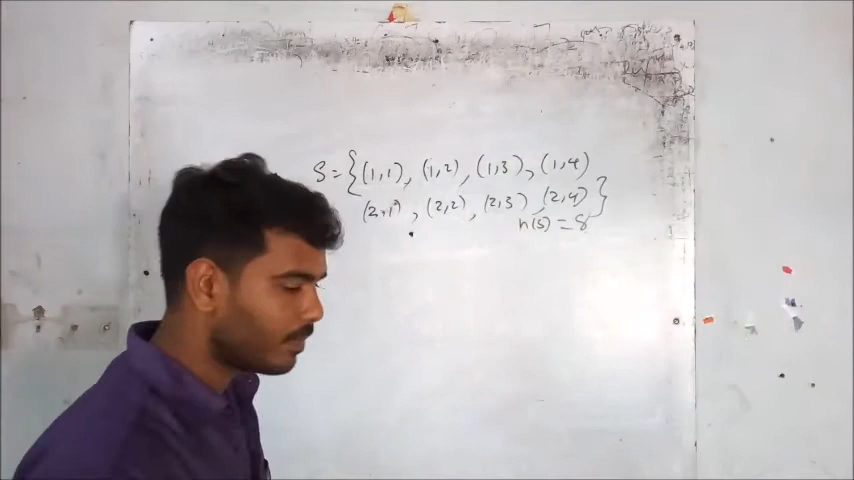 S = { (1,1), (1,2), (1,3), (1,4)
(2,1), (2,2), (2,3), (2,4) }
n(S) = 8